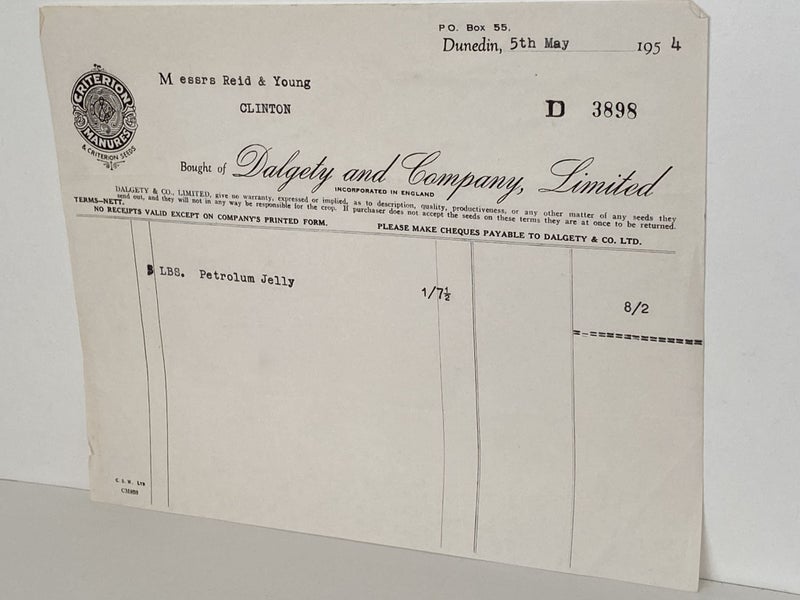 P.O. Box 55,
Dunedin, 5th May 1954
Messrs Reid & Young
CLINTON
D 3898
CRITERION
MANURES
& CRITERION SEEDS
Bought of Dalgety and Company, Limited
INCORPORATED IN ENGLAND
DALGETY & CO., LIMITED, give no warranty, expressed or implied, as to description, quality, productiveness, or any other matter of any seeds they
send out, and they will not in any way be responsible for the crop. If purchaser does not accept the seeds on these terms they are at once to be returned.
TERMS—NETT.
NO RECEIPTS VALID EXCEPT ON COMPANY'S PRINTED FORM. PLEASE MAKE CHEQUES PAYABLE TO DALGETY & CO. LTD.
5 LBS. Petrolum Jelly 1/7½ 8/2
C.S.W. LTD